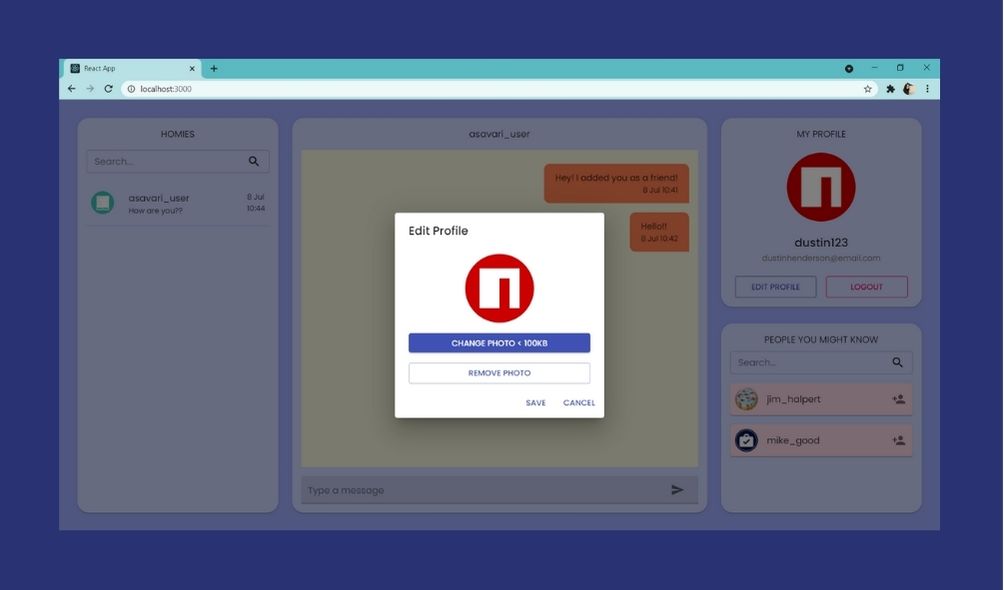 React App
localhost:3000
HOMIES
Search...
asavari_user
8 Jul
How are you??
10:44
asavari_user
Hey! I added you as a friend!
8 Jul 10:41
Hello!!
8 Jul 10:42
Type a message
Edit Profile
CHANGE PHOTO < 100KB
REMOVE PHOTO
SAVE CANCEL
MY PROFILE
dustin123
dustinhenderson@email.com
EDIT PROFILE LOGOUT
PEOPLE YOU MIGHT KNOW
Search...
jim_halpert
mike_good